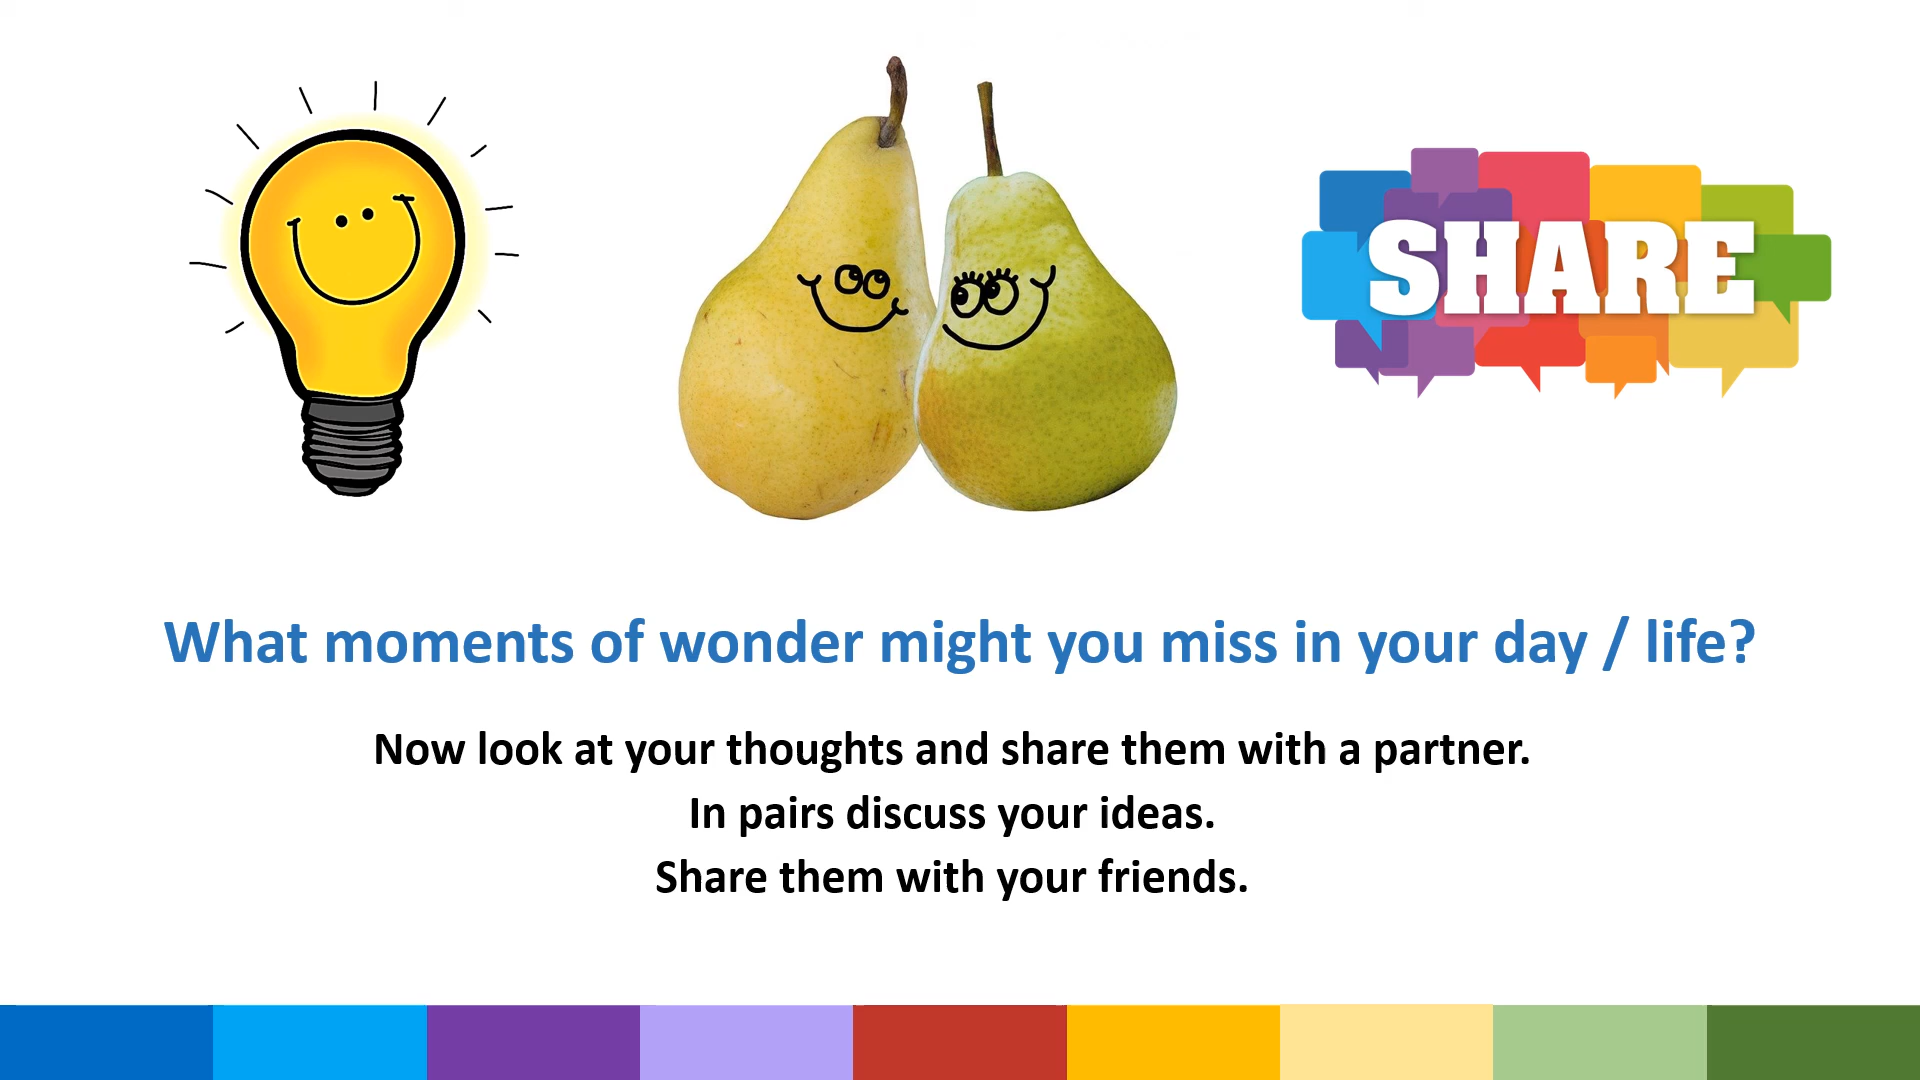 SHARE
What moments of wonder might you miss in your day / life?
Now look at your thoughts and share them with a partner.
In pairs discuss your ideas.
Share them with your friends.